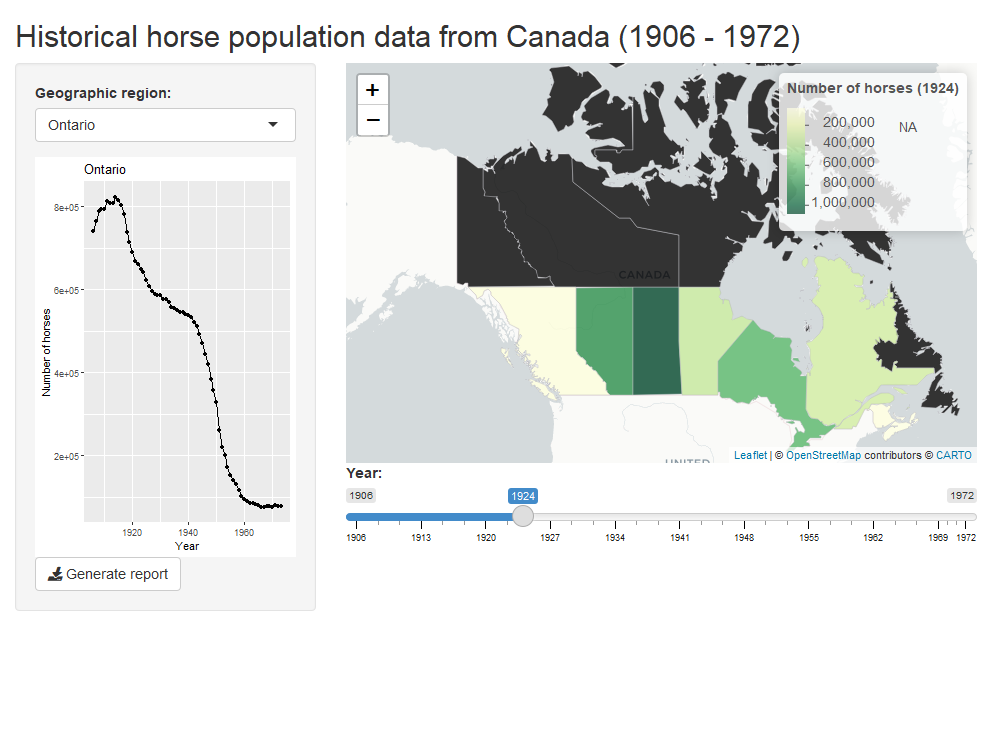 Historical horse population data from Canada (1906 - 1972)
Geographic region:
Ontario
Ontario
8e+05
6e+05
4e+05
2e+05
Number of horses
1920 1940 1960
Year
Generate report
+
−
Number of horses (1924)
200,000
400,000
600,000
800,000
1,000,000
NA
CANADA
UNITED
Leaflet | © OpenStreetMap contributors © CARTO
Year:
1906 1924 1972
1906 1913 1920 1927 1934 1941 1948 1955 1962 1969 1972